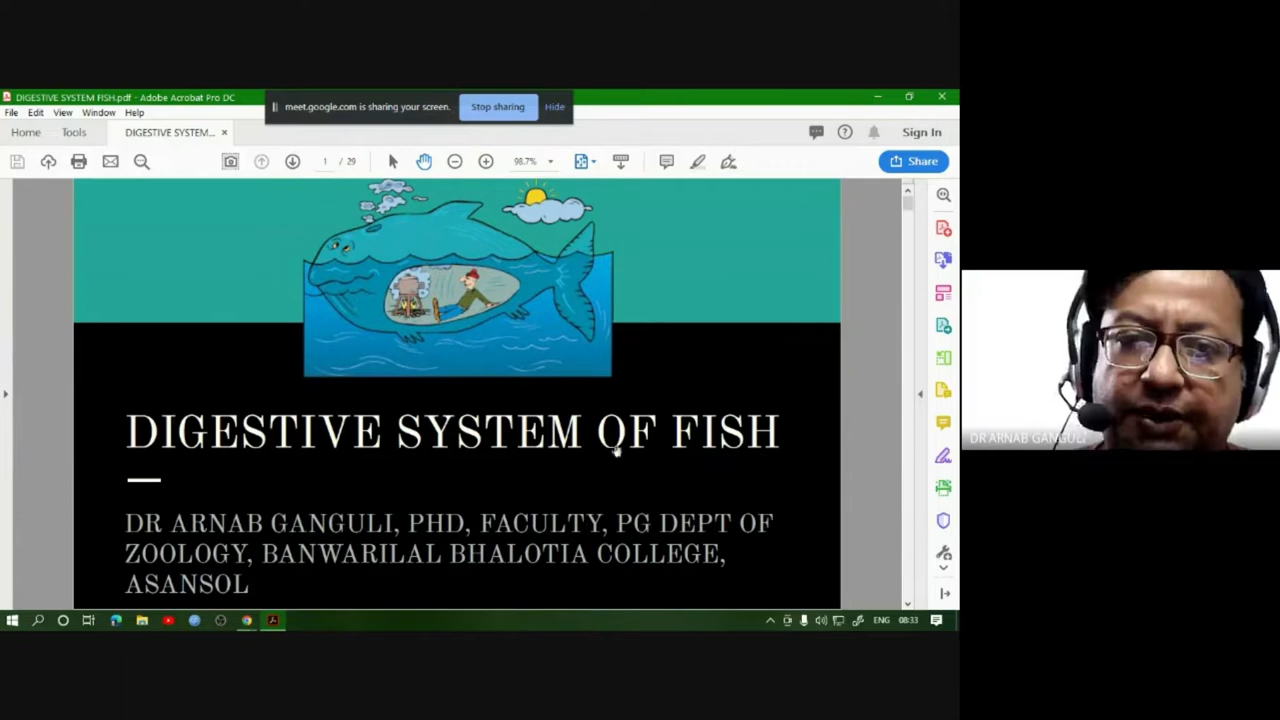 DIGESTIVE SYSTEM FISH.pdf - Adobe Acrobat Pro DC
meet.google.com is sharing your screen. Stop sharing Hide
File Edit View Window Help
Home Tools DIGESTIVE SYSTEM... × Sign In
1 / 29 98.7% Share
DIGESTIVE SYSTEM OF FISH
DR ARNAB GANGULI, PHD, FACULTY, PG DEPT OF
ZOOLOGY, BANWARILAL BHALOTIA COLLEGE,
ASANSOL
DR ARNAB GANGULI
ENG 08:33